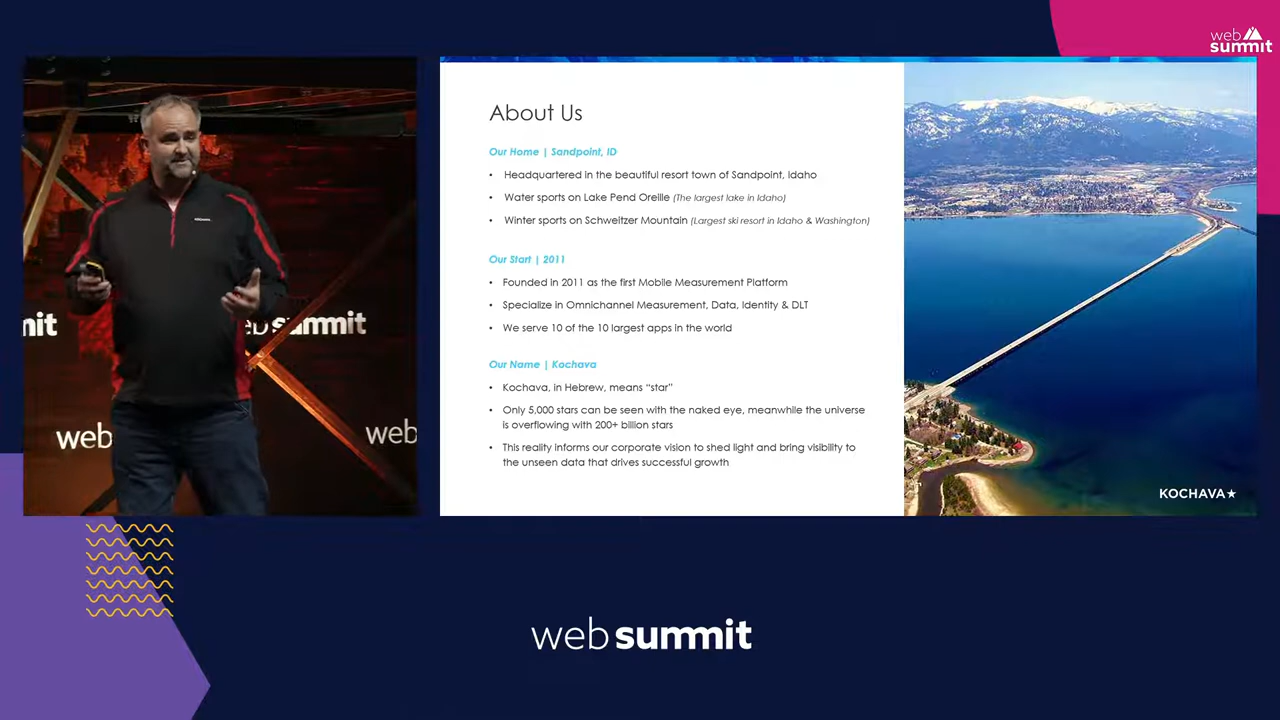 web
summit
About Us
Our Home | Sandpoint, ID
• Headquartered in the beautiful resort town of Sandpoint, Idaho
• Water sports on Lake Pend Oreille (The largest lake in Idaho)
• Winter sports on Schweitzer Mountain (Largest ski resort in Idaho & Washington)
Our Start | 2011
• Founded in 2011 as the first Mobile Measurement Platform
• Specialize in Omnichannel Measurement, Data, Identity & DLT
• We serve 10 of the 10 largest apps in the world
Our Name | Kochava
• Kochava, in Hebrew, means “star”
• Only 5,000 stars can be seen with the naked eye, meanwhile the universe
is overflowing with 200+ billion stars
• This reality informs our corporate vision to shed light and bring visibility to
the unseen data that drives successful growth
KOCHAVA★
KOCHAVA
nit
eb summit
web
web
web summit